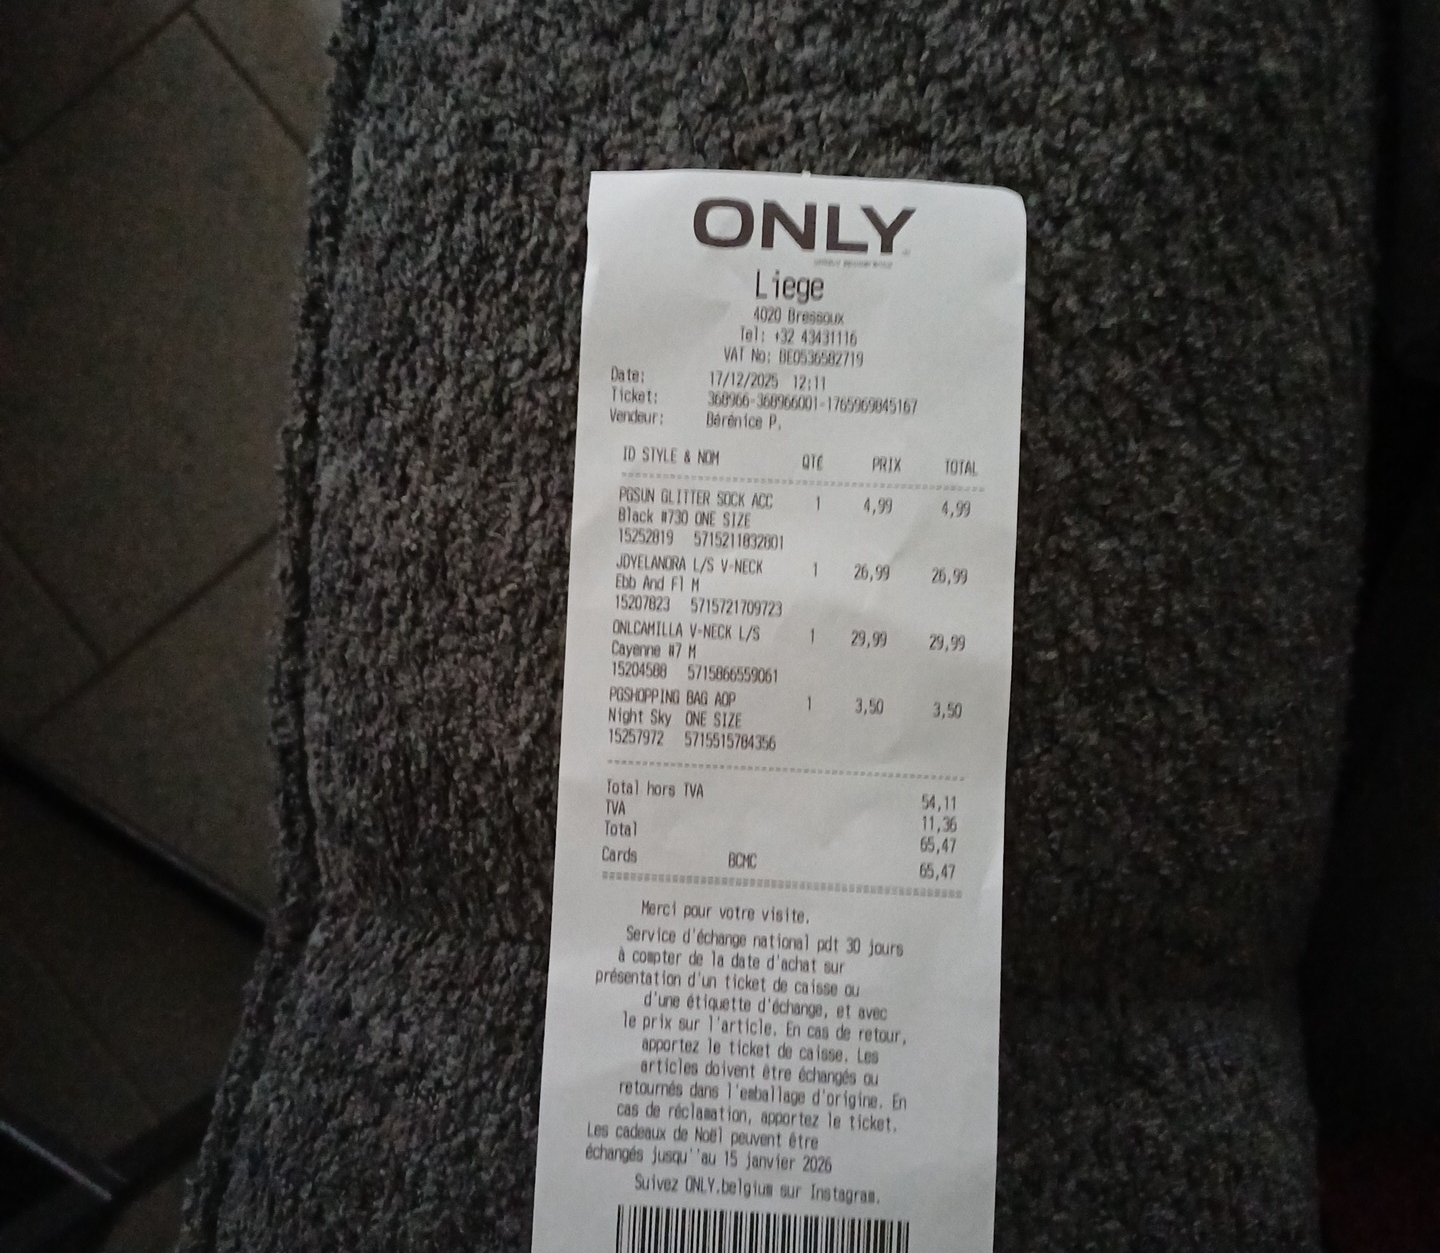 ONLY
Liege
4020 Bressoux
Tel: +32 43431116
VAT No: BE0536582719
Date: 17/12/2025 12:11
Ticket: 368966-368966001-1765969845167
Vendeur: Bérénice P.
ID STYLE & NOM QTÉ PRIX TOTAL
PGSUN GLITTER SOCK ACC 1 4,99 4,99
Black #730 ONE SIZE
15252819 5715211832801
JDYELANORA L/S V-NECK 1 26,99 26,99
Ebb And Fl M
15207823 5715721709723
ONLCAMILLA V-NECK L/S 1 29,99 29,99
Cayenne #7 M
15204588 5715866559061
PGSHOPPING BAG AOP 1 3,50 3,50
Night Sky ONE SIZE
15257972 5715515784356
Total hors TVA 54,11
TVA 11,36
Total 65,47
Cards BCMC 65,47
Merci pour votre visite.
Service d'échange national pdt 30 jours
à compter de la date d'achat sur
présentation d'un ticket de caisse ou
d'une étiquette d'échange, et avec
le prix sur l'article. En cas de retour,
apportez le ticket de caisse. Les
articles doivent être échangés ou
retournés dans l'emballage d'origine. En
cas de réclamation, apportez le ticket.
Les cadeaux de Noël peuvent être
échangés jusqu''au 15 janvier 2026
Suivez ONLY.belgium sur Instagram.